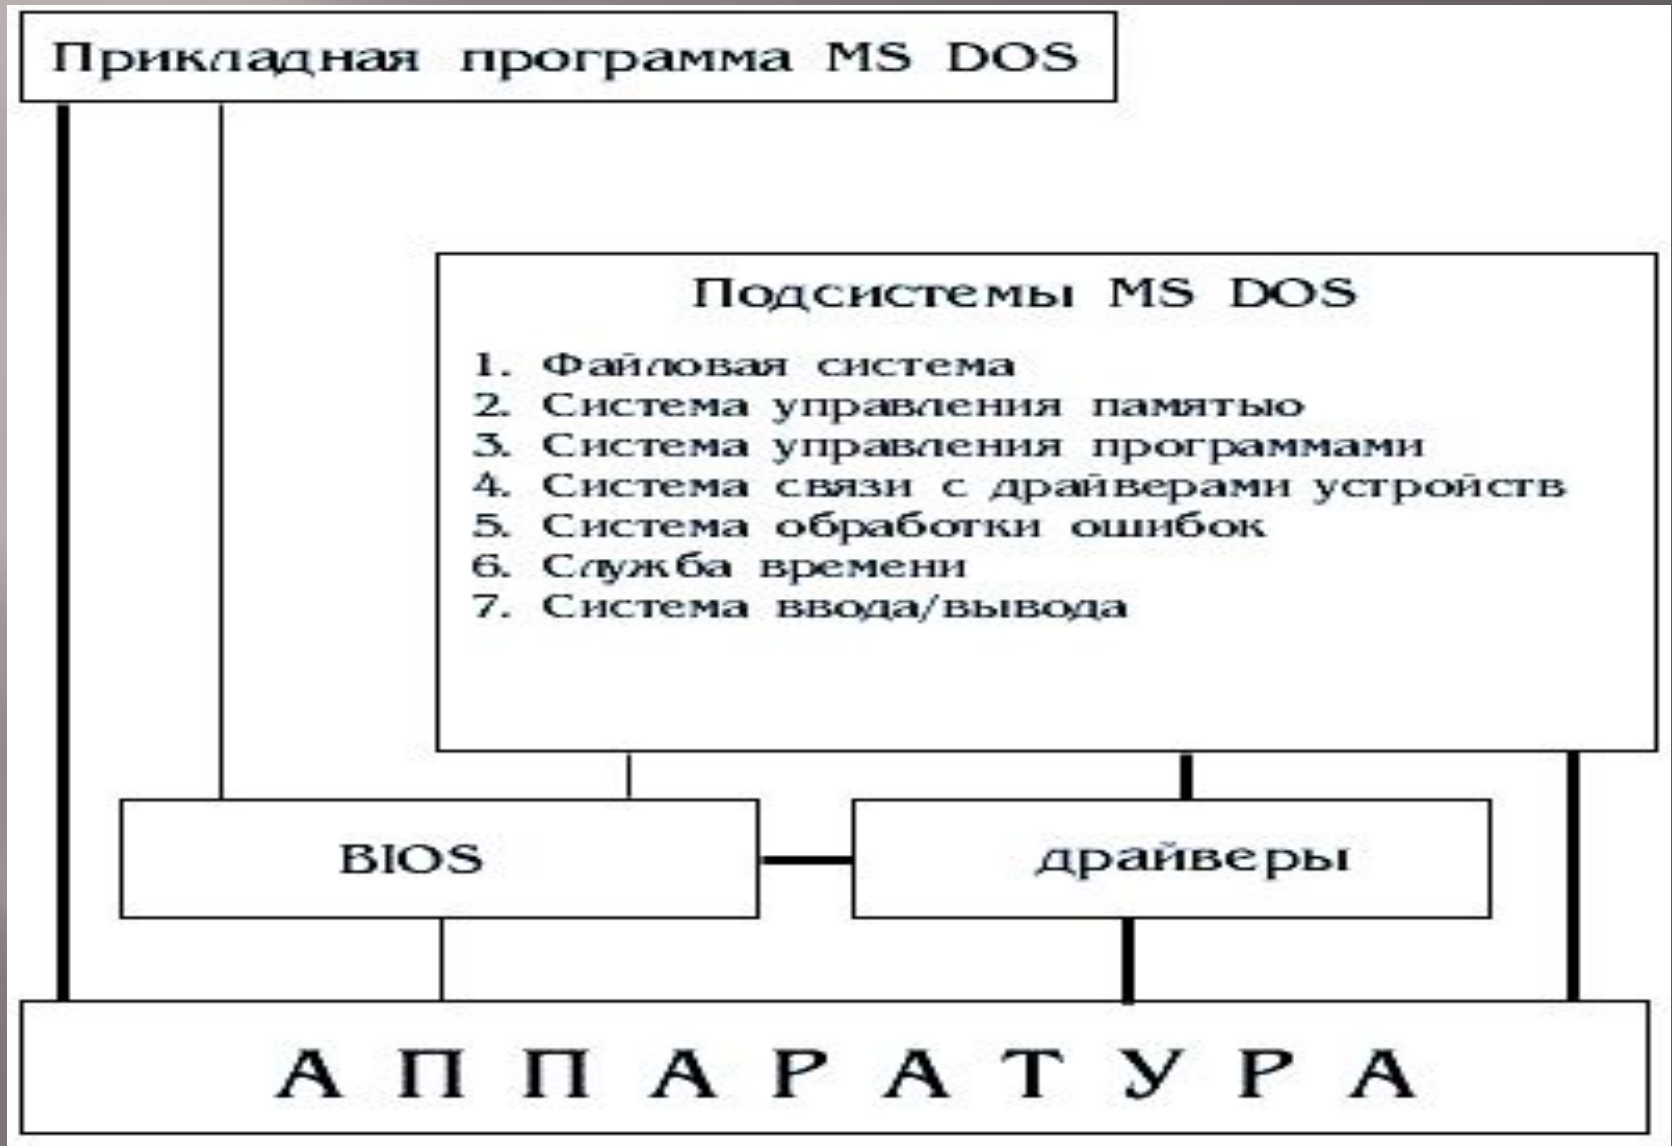 Прикладная программа MS DOS
Подсистемы MS DOS
1. Файловая система
2. Система управления памятью
3. Система управления программами
4. Система связи с драйверами устройств
5. Система обработки ошибок
6. Служба времени
7. Система ввода/вывода
BIOS
драйверы
АППАРАТУРА